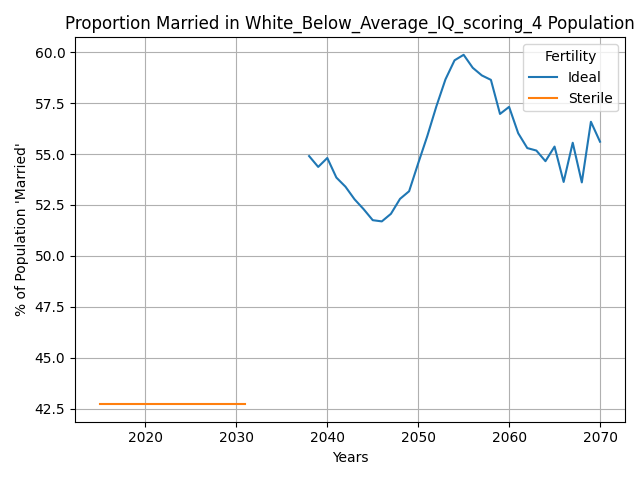 Proportion Married in White_Below_Average_IQ_scoring_4 Population
Fertility
Ideal
Sterile
% of Population 'Married'
60.0
57.5
55.0
52.5
50.0
47.5
45.0
42.5
2020 2030 2040 2050 2060 2070
Years